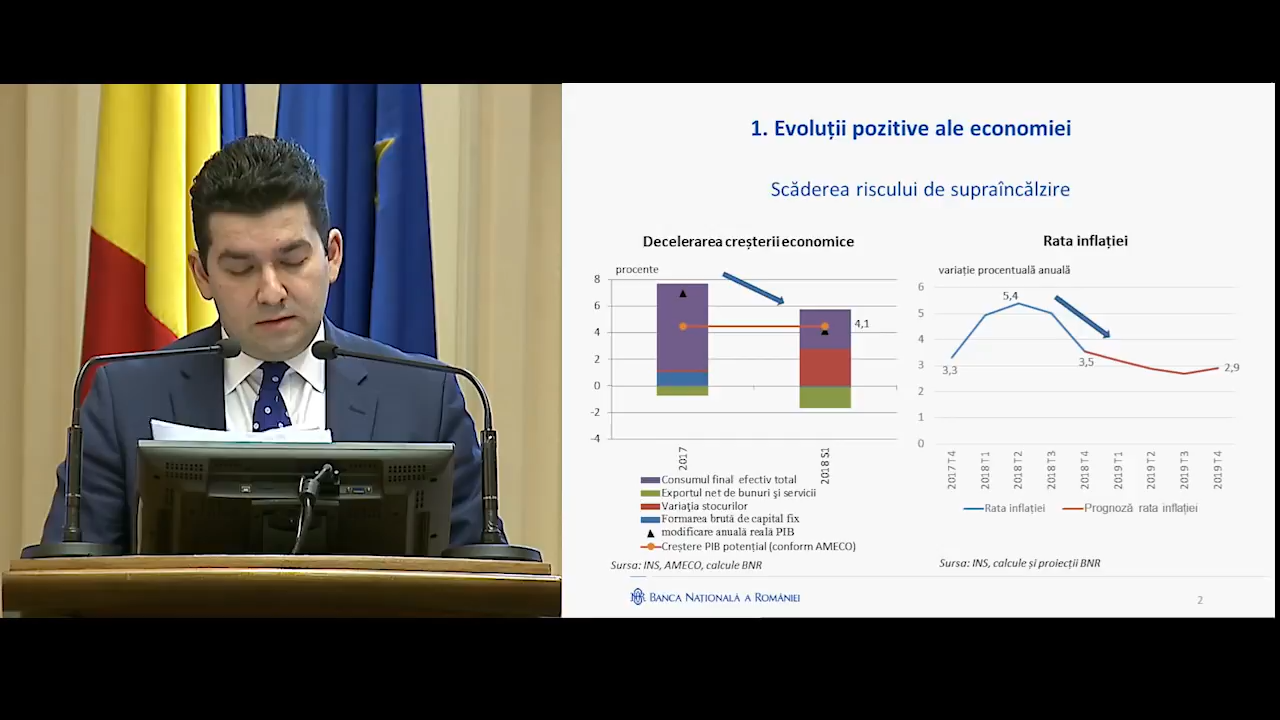 1. Evoluții pozitive ale economiei
Scăderea riscului de supraîncălzire
Decelerarea creșterii economice
procente
8
6
4
2
0
-2
-4
4,1
2017
2018 S1
Consumul final efectiv total
Exportul net de bunuri şi servicii
Variaţia stocurilor
Formarea brută de capital fix
modificare anuală reală PIB
Creștere PIB potențial (conform AMECO)
Sursa: INS, AMECO, calcule BNR
Rata inflației
variație procentuală anuală
6
5
4
3
2
1
0
5,4
3,3
3,5
2,9
2017 T4
2018 T1
2018 T2
2018 T3
2018 T4
2019 T1
2019 T2
2019 T3
2019 T4
Rata inflației
Prognoză rata inflației
Sursa: INS, calcule și proiecții BNR
BANCA NAȚIONALĂ A ROMÂNIEI
2